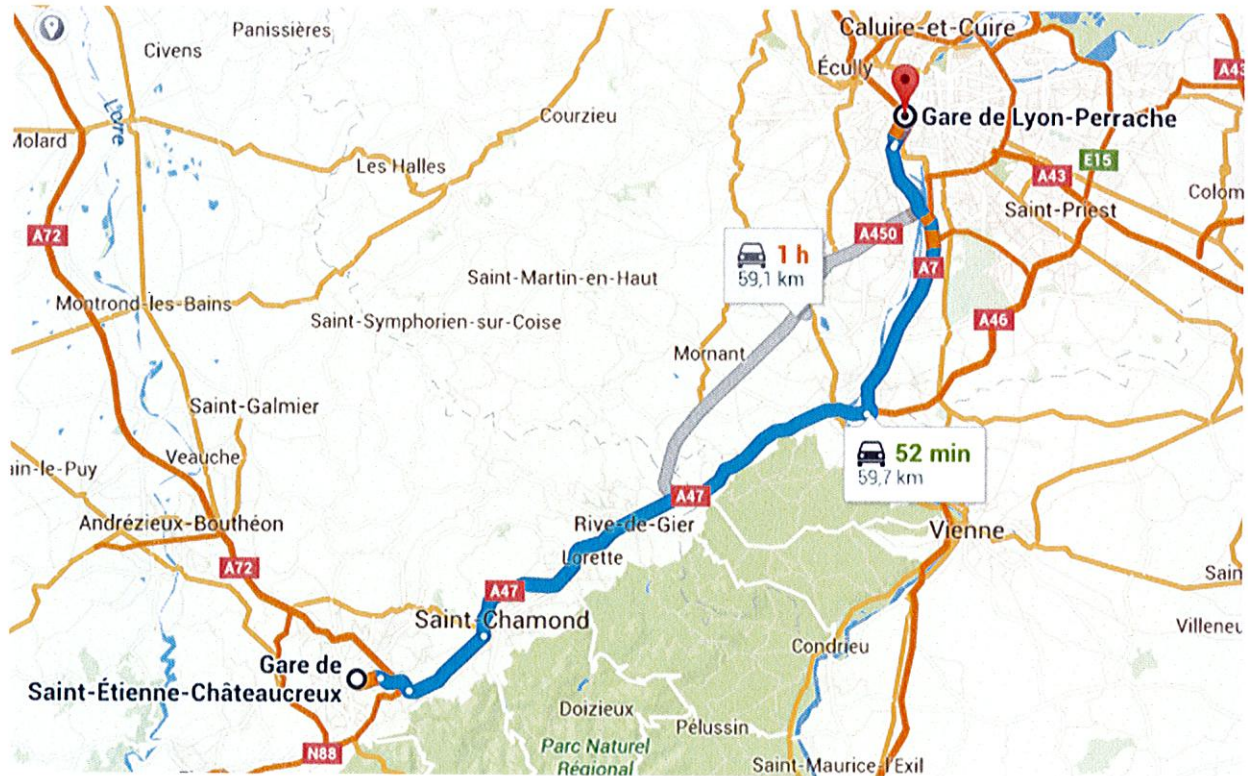 Panissières
Civens
Caluire-et-Cuire
Écully
A43
Loire
Gare de Lyon-Perrache
Courzieu
Molard
Les Halles
E15
A43
Colom
Saint-Priest
A72
A450
1 h
59,1 km
A7
Saint-Martin-en-Haut
Montrond-les-Bains
Saint-Symphorien-sur-Coise
A46
Mornant
Saint-Galmier
52 min
59,7 km
Veauche
ain-le-Puy
A47
Andrézieux-Bouthéon
Rive-de-Gier
Vienne
Lorette
A72
Sain
A47
Saint-Chamond
Villeneu
Condrieu
Gare de
Saint-Étienne-Châteaucreux
Doizieux
Pélussin
N88
Parc Naturel
Régional
Saint-Maurice-l'Exil